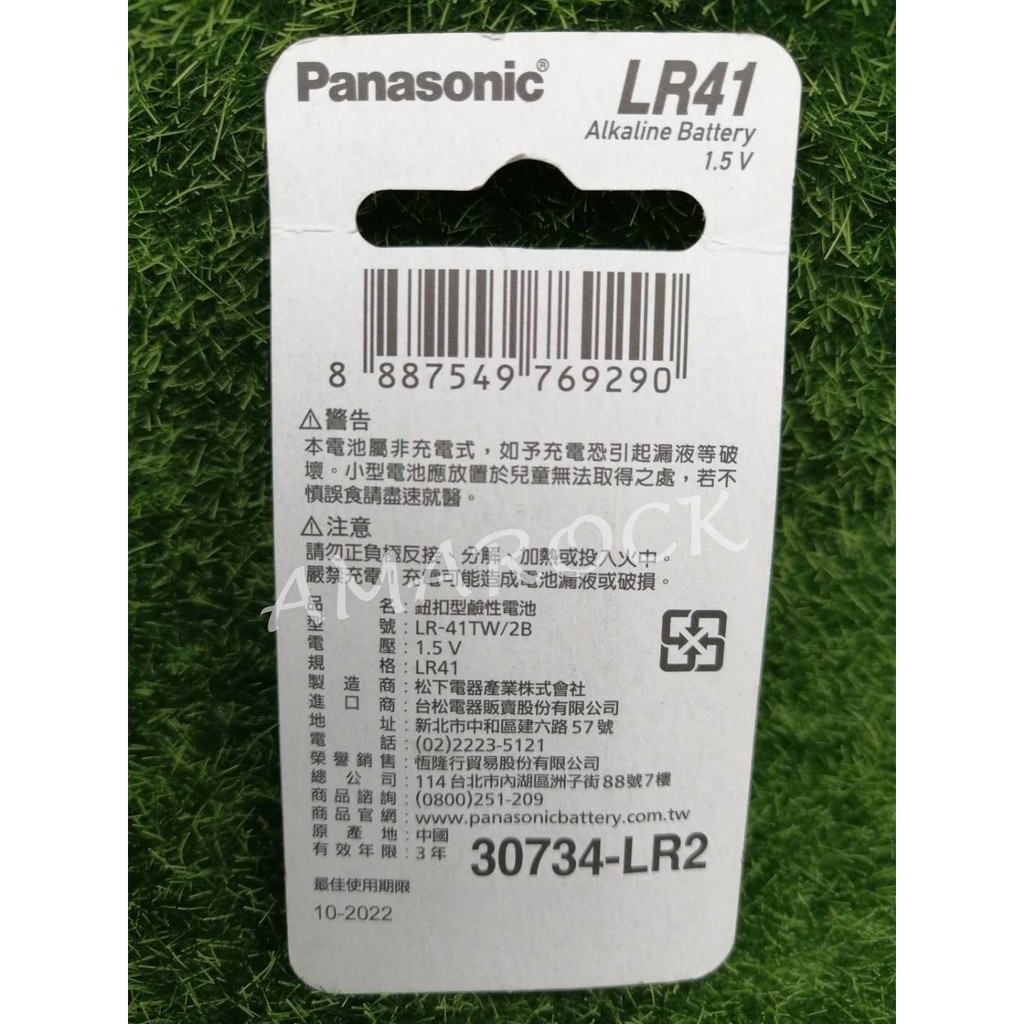 Panasonic®
LR41
Alkaline Battery
1.5 V
8 887549 769290
⚠警告
本電池屬非充電式，如予充電恐引起漏液等破
壞。小型電池應放置於兒童無法取得之處，若不
慎誤食請盡速就醫。
⚠注意
請勿正負極反接、分解、加熱或投入火中。
嚴禁充電！充電可能造成電池漏液或破損。
品名：鈕扣型鹼性電池
型號：LR-41TW/2B
電壓：1.5 V
規格：LR41
製造商：松下電器產業株式會社
進口商：台松電器販賣股份有限公司
地址：新北市中和區建六路57號
電話：(02)2223-5121
榮譽銷售：恆隆行貿易股份有限公司
總公司：114台北市內湖區洲子街88號7樓
商品諮詢：(0800)251-209
商品官網：www.panasonicbattery.com.tw
原產地：中國
有效年限：3年
30734-LR2
最佳使用期限
10-2022
AMAROCK